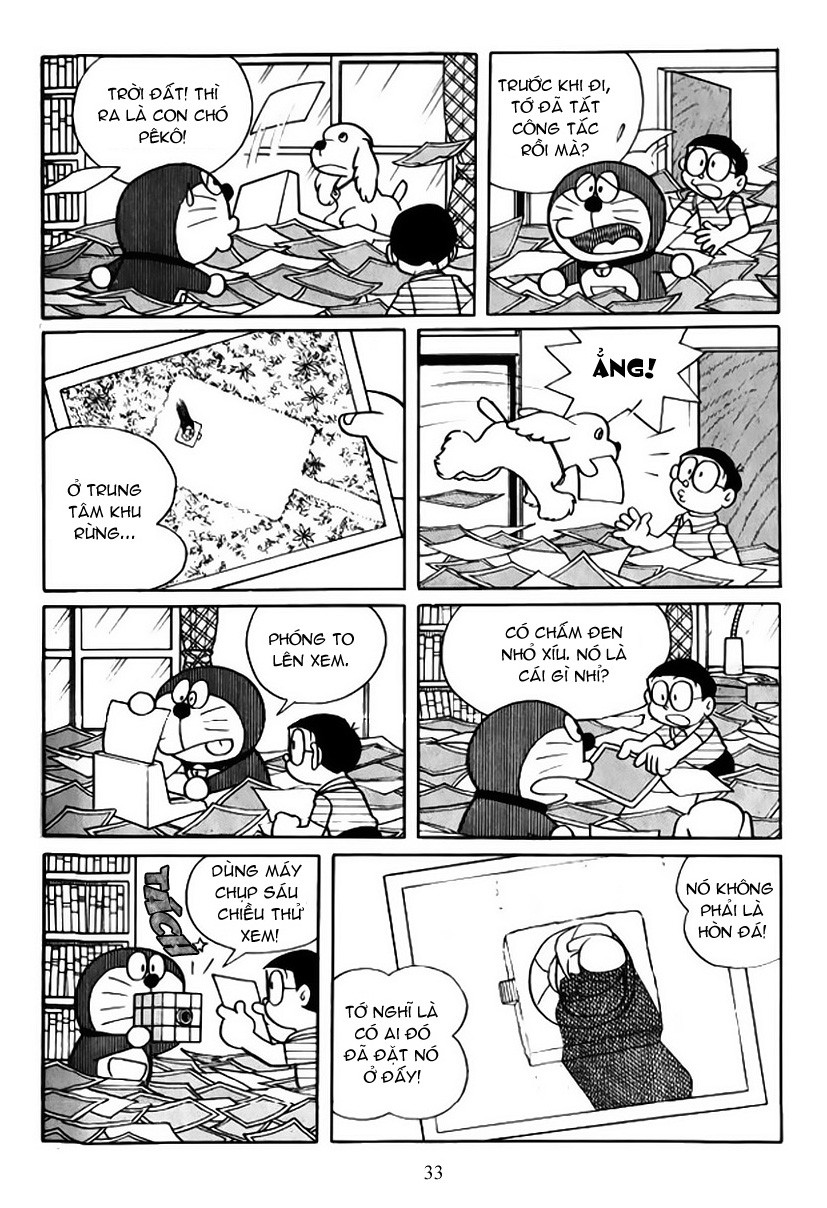 TRỜI ĐẤT! THÌ
RA LÀ CON CHÓ
PÊKÔ!
TRƯỚC KHI ĐI,
TỚ ĐÃ TẤT
CÔNG TÁC
RỒI MÀ?
Ở TRUNG
TÂM KHU
RỪNG...
ẲNG!
PHÓNG TO
LÊN XEM.
CÓ CHẤM ĐEN
NHỎ XÍU. NÓ LÀ
CÁI GÌ NHỈ?
TÁCH
DÙNG MÁY
CHỤP SÁU
CHIỀU THỬ
XEM!
NÓ KHÔNG
PHẢI LÀ
HÒN ĐÁ!
TỚ NGHĨ LÀ
CÓ AI ĐÓ
ĐÃ ĐẶT NÓ
Ở ĐẤY!
33